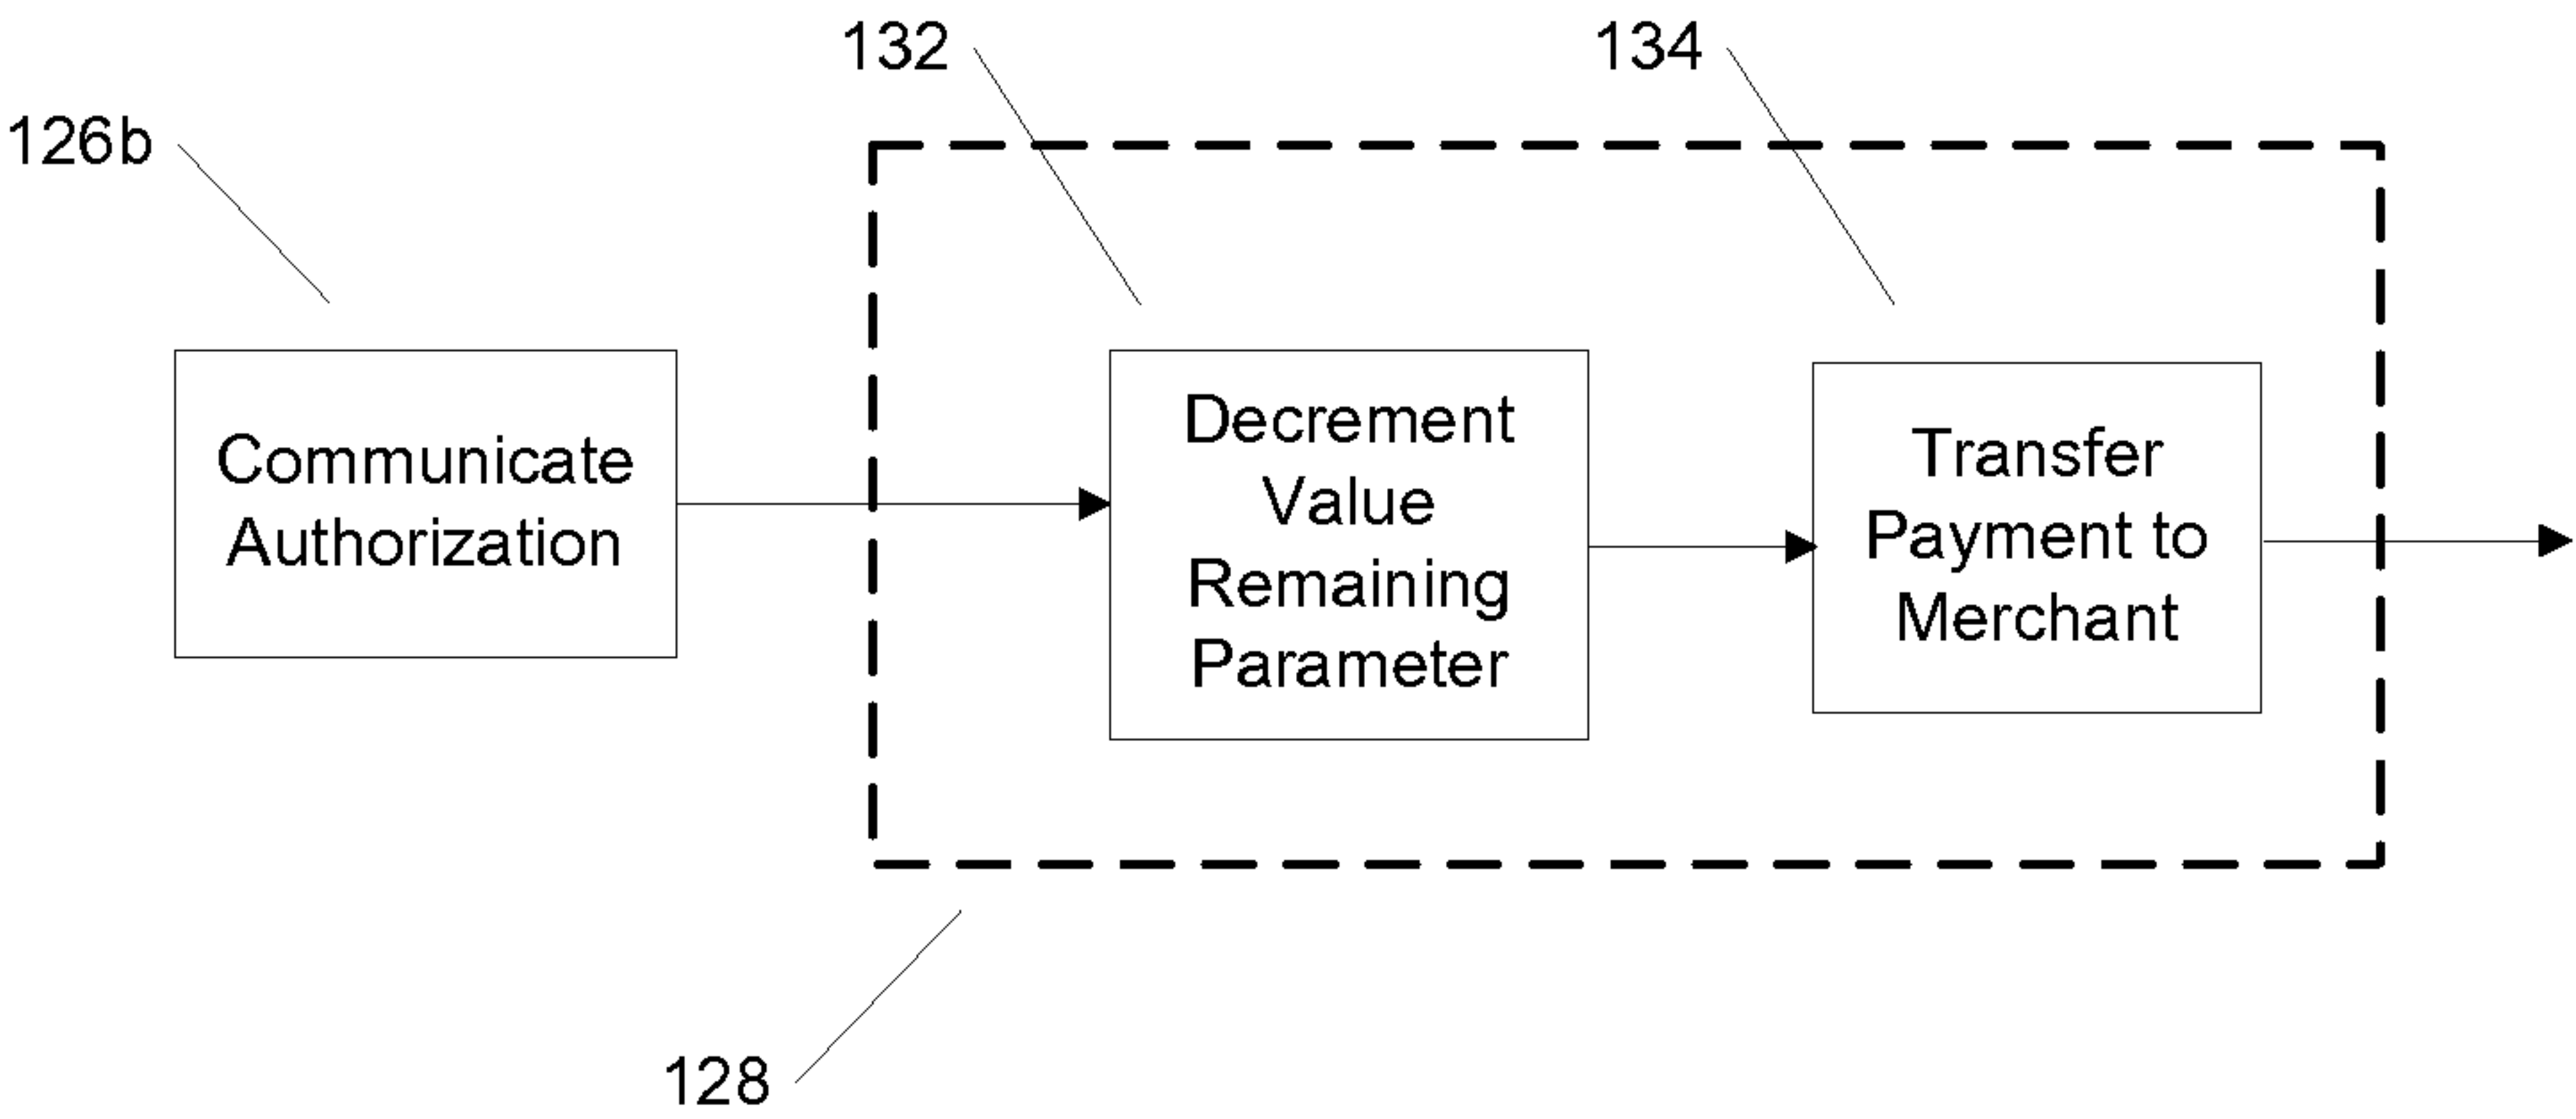 132
134
126b
Communicate
Authorization
Decrement
Value
Remaining
Parameter
Transfer
Payment to
Merchant
128